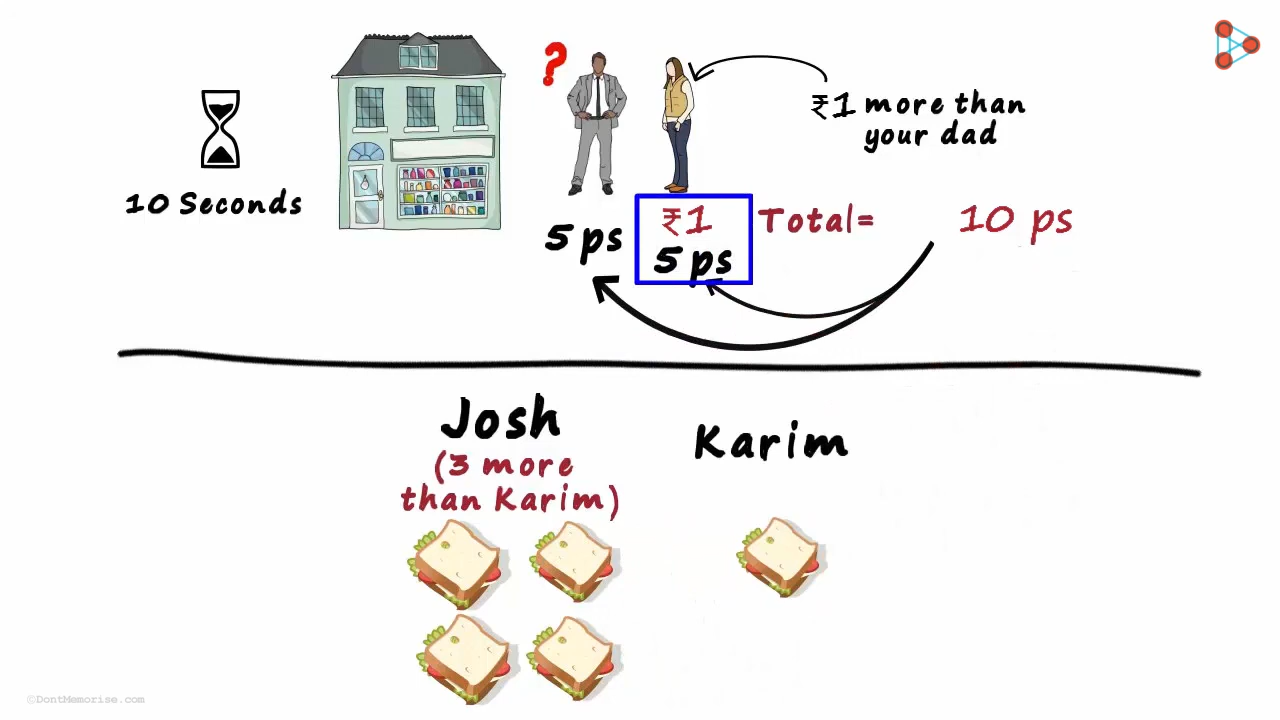 ?
₹1 more than
your dad
10 Seconds
5 ps
₹1
5 ps
Total=
10 ps
Josh
(3 more
than Karim)
Karim
©DontMemorise.com